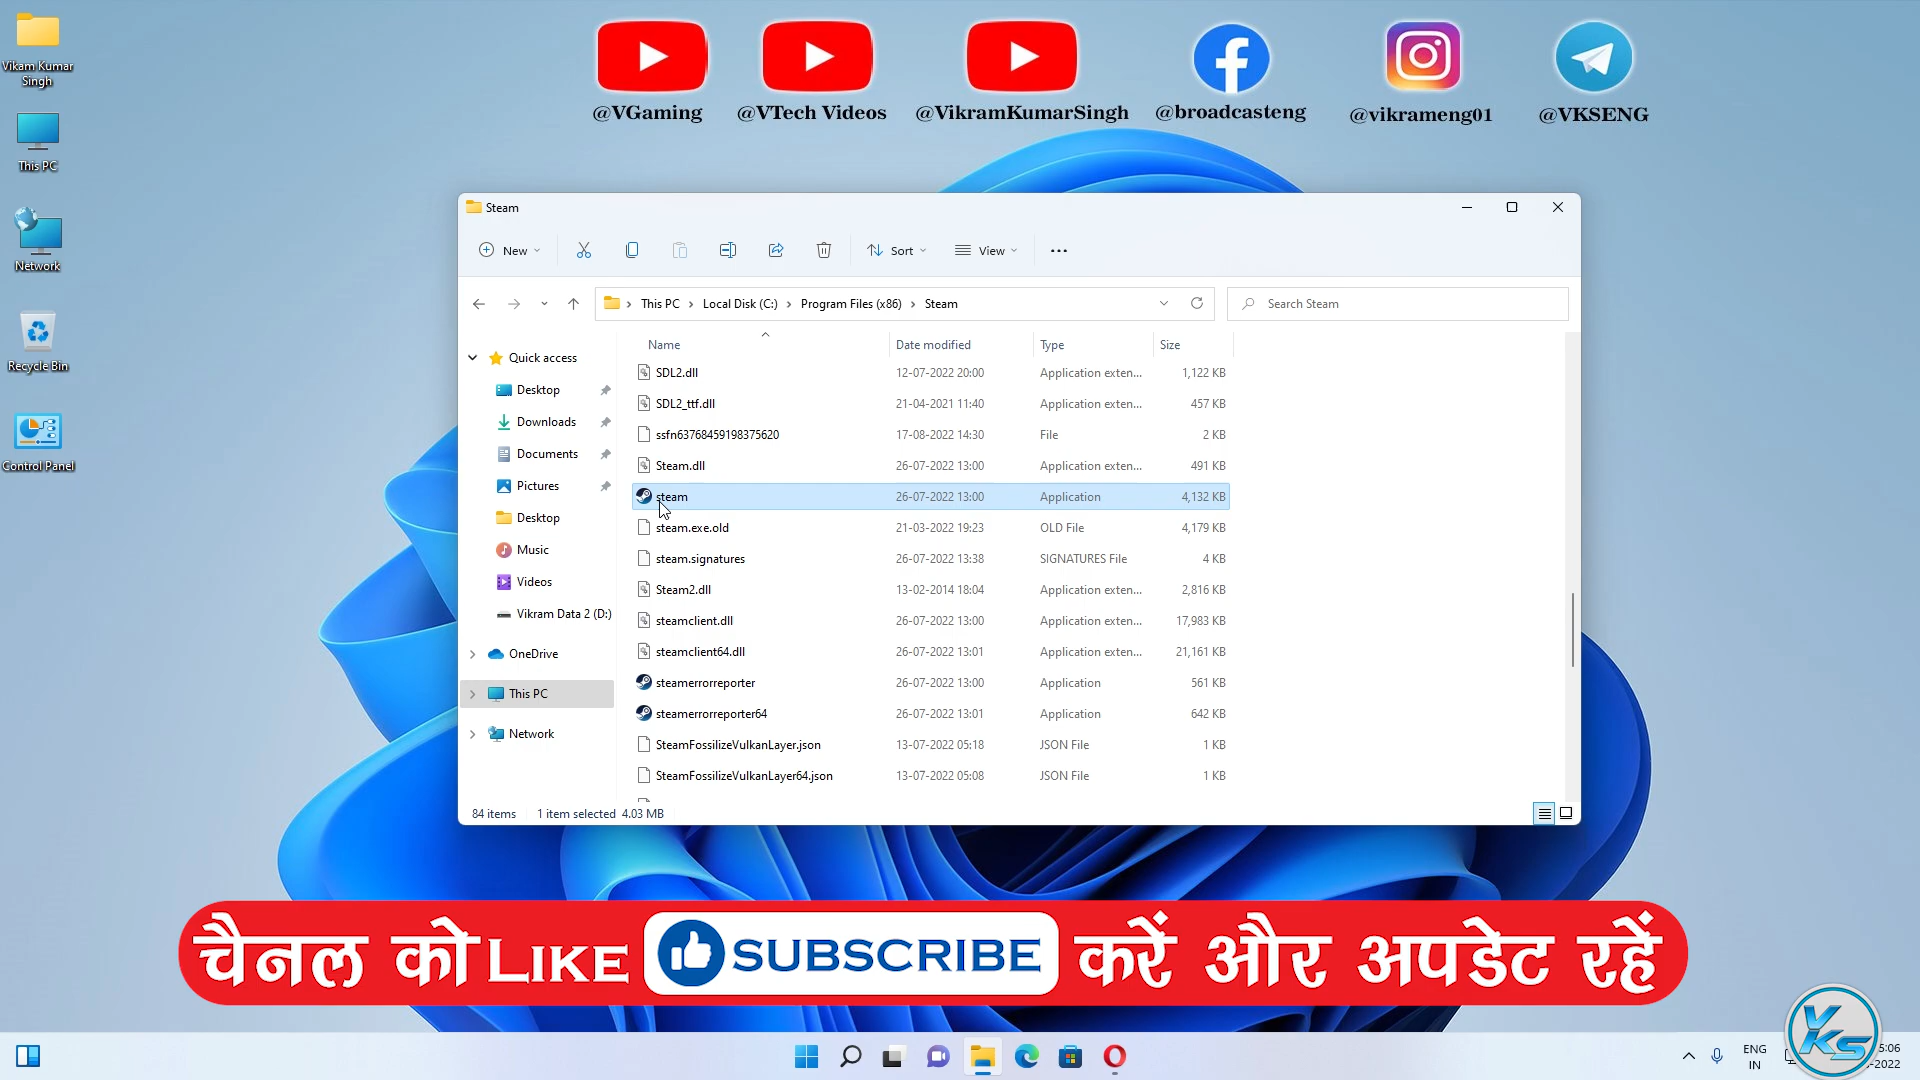 Vikam Kumar
Singh
This PC
Network
Recycle Bin
Control Panel
@VGaming
@VTech Videos
@VikramKumarSingh
@broadcasteng
@vikrameng01
@VKSENG
Steam
New
Sort
View
This PC
Local Disk (C:)
Program Files (x86)
Steam
Search Steam
Quick access
Desktop
Downloads
Documents
Pictures
Desktop
Music
Videos
Vikram Data 2 (D:)
OneDrive
This PC
Network
Name Date modified Type Size
SDL2.dll 12-07-2022 20:00 Application exten... 1,122 KB
SDL2_ttf.dll 21-04-2021 11:40 Application exten... 457 KB
ssfn63768459198375620 17-08-2022 14:30 File 2 KB
Steam.dll 26-07-2022 13:00 Application exten... 491 KB
steam 26-07-2022 13:00 Application 4,132 KB
steam.exe.old 21-03-2022 19:23 OLD File 4,179 KB
steam.signatures 26-07-2022 13:38 SIGNATURES File 4 KB
Steam2.dll 13-02-2014 18:04 Application exten... 2,816 KB
steamclient.dll 26-07-2022 13:00 Application exten... 17,983 KB
steamclient64.dll 26-07-2022 13:01 Application exten... 21,161 KB
steamerrorreporter 26-07-2022 13:00 Application 561 KB
steamerrorreporter64 26-07-2022 13:01 Application 642 KB
SteamFossilizeVulkanLayer.json 13-07-2022 05:18 JSON File 1 KB
SteamFossilizeVulkanLayer64.json 13-07-2022 05:08 JSON File 1 KB
84 items 1 item selected 4.03 MB
चैनल को LIKE SUBSCRIBE करें और अपडेट रहें
ENG
IN
5:06
-2022
VKS